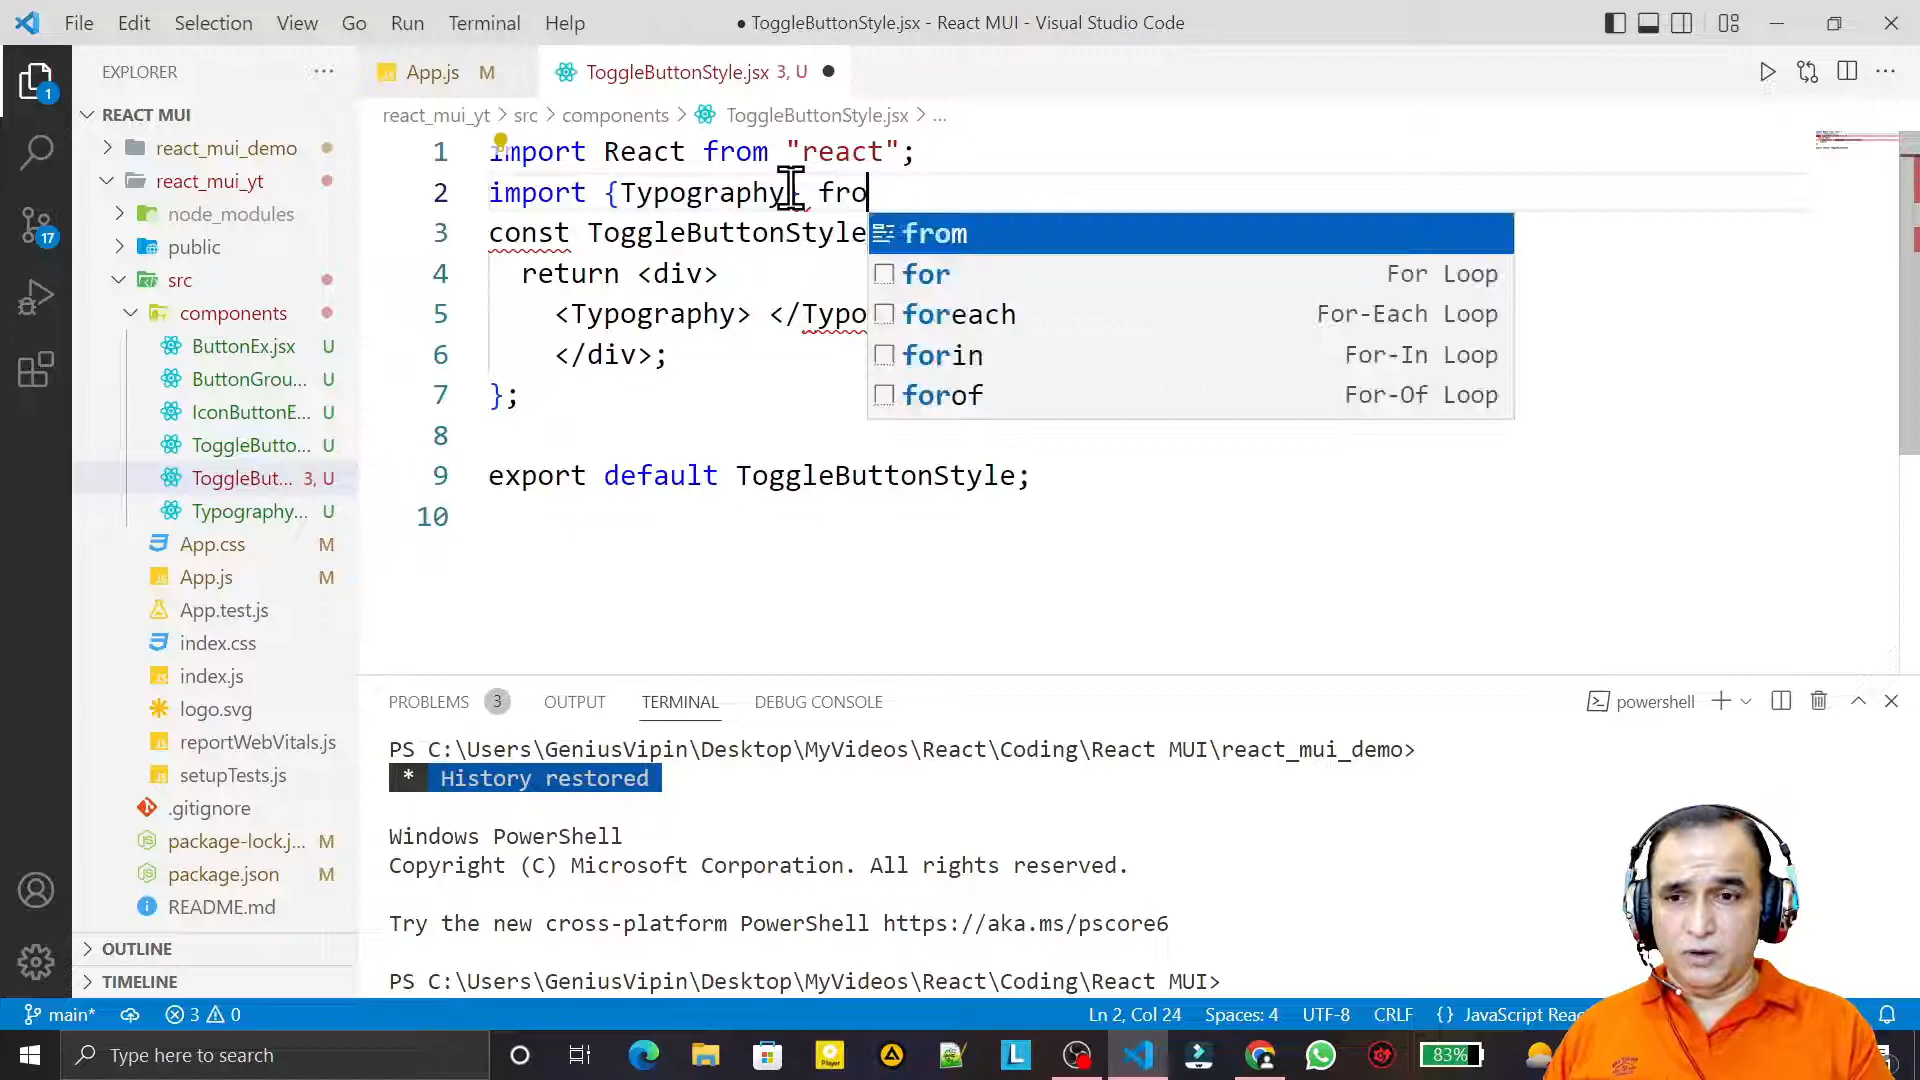 File Edit Selection View Go Run Terminal Help
● ToggleButtonStyle.jsx - React MUI - Visual Studio Code
EXPLORER
App.js M
ToggleButtonStyle.jsx 3, U
REACT MUI
react_mui_demo
react_mui_yt
node_modules
public
src
components
ButtonEx.jsx U
ButtonGrou... U
IconButtonE... U
ToggleButto... U
ToggleBut... 3, U
Typography... U
App.css M
App.js M
App.test.js
index.css
index.js
logo.svg
reportWebVitals.js
setupTests.js
.gitignore
package-lock.j... M
package.json M
README.md
OUTLINE
TIMELINE
1
17
react_mui_yt > src > components > ToggleButtonStyle.jsx > ...
1 import React from "react";
2 import {Typography} fro
3 const ToggleButtonStyle
4 return <div>
5 <Typography> </Typo
6 </div>;
7 };
8
9 export default ToggleButtonStyle;
10
from
for For Loop
foreach For-Each Loop
forin For-In Loop
forof For-Of Loop
PROBLEMS 3 OUTPUT TERMINAL DEBUG CONSOLE
powershell
PS C:\Users\GeniusVipin\Desktop\MyVideos\React\Coding\React MUI\react_mui_demo>
* History restored
Windows PowerShell
Copyright (C) Microsoft Corporation. All rights reserved.
Try the new cross-platform PowerShell https://aka.ms/pscore6
PS C:\Users\GeniusVipin\Desktop\MyVideos\React\Coding\React MUI>
main* 3 0
Ln 2, Col 24 Spaces: 4 UTF-8 CRLF {} JavaScript Reac
Type here to search
L
83%